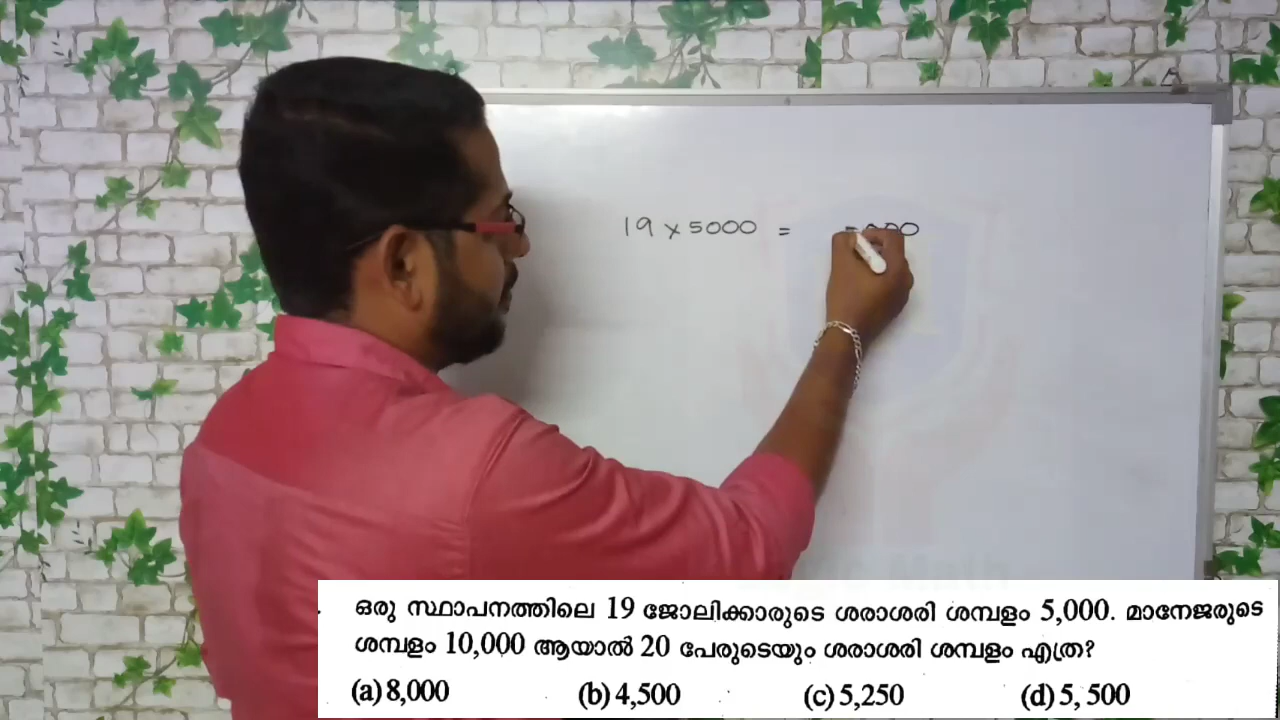 19 x 5000 = 5000
ഒരു സ്ഥാപനത്തിലെ 19 ജോലിക്കാരുടെ ശരാശരി ശമ്പളം 5,000. മാനേജരുടെ
ശമ്പളം 10,000 ആയാൽ 20 പേരുടെയും ശരാശരി ശമ്പളം എത്ര?
(a) 8,000 (b) 4,500 (c) 5,250 (d) 5, 500